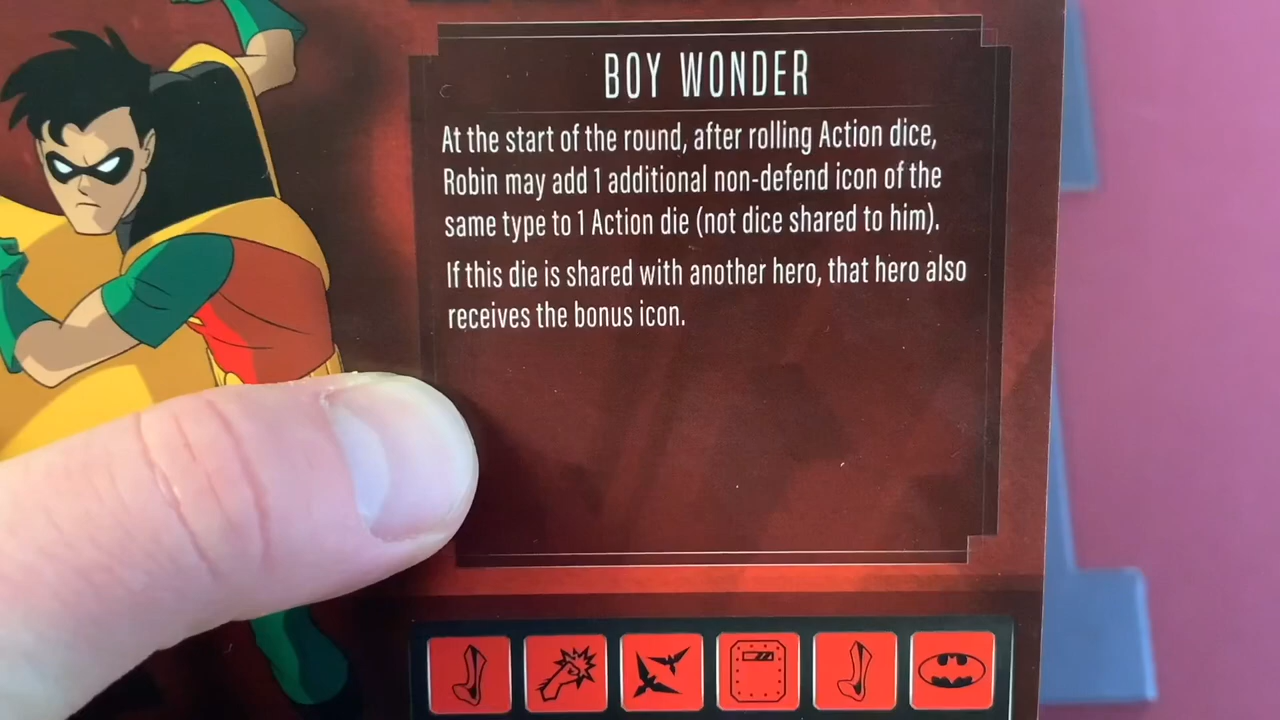 BOY WONDER
At the start of the round, after rolling Action dice,
Robin may add 1 additional non-defend icon of the
same type to 1 Action die (not dice shared to him).
If this die is shared with another hero, that hero also
receives the bonus icon.